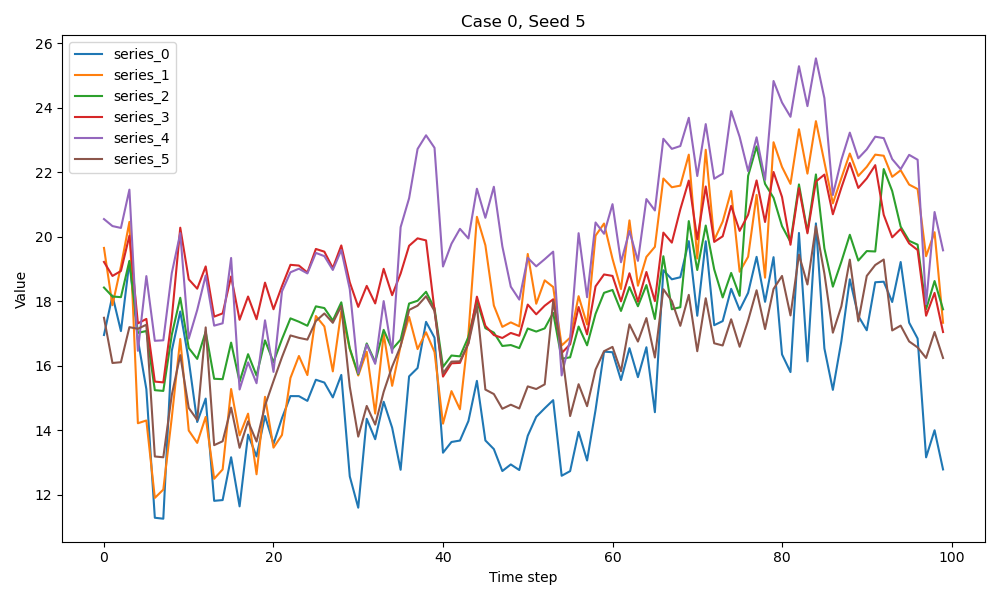 Case 0, Seed 5
series_0
series_1
series_2
series_3
series_4
series_5
Value
26
24
22
20
18
16
14
12
0
20
40
60
80
100
Time step